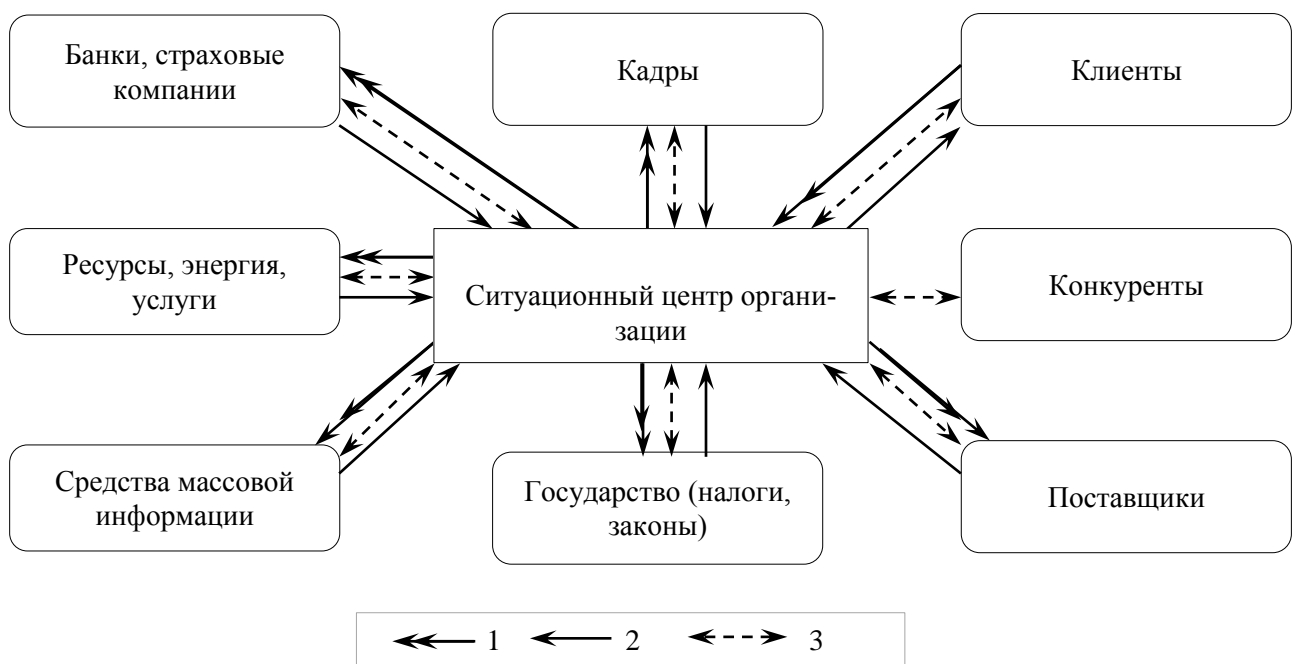 Банки, страховые
компании
Кадры
Клиенты
Ресурсы, энергия,
услуги
Ситуационный центр органи-
зации
Конкуренты
Средства массовой
информации
Государство (налоги,
законы)
Поставщики
1 2 3